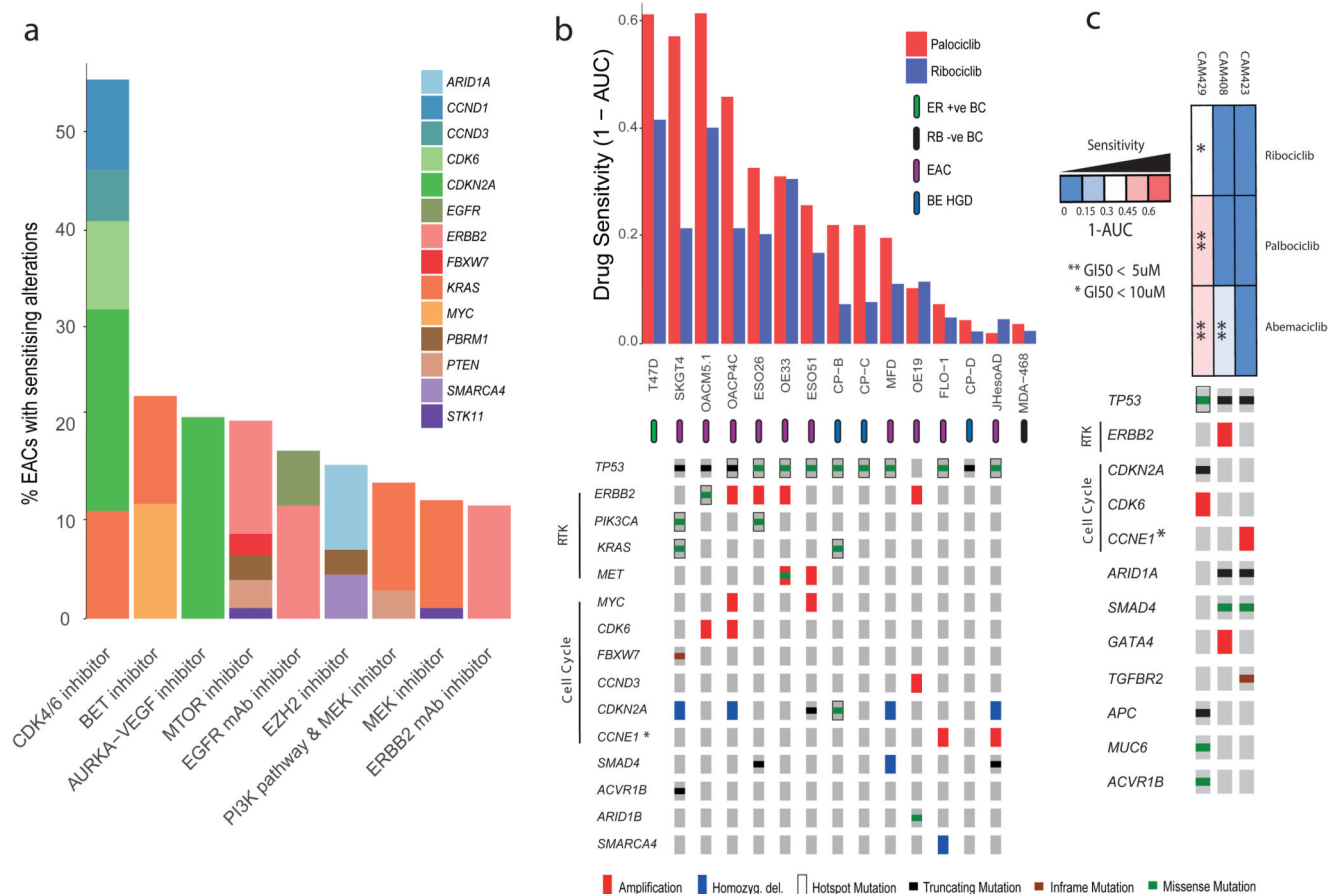 a
% EACs with sensitising alterations
50
40
30
20
10
0
CDK4/6 inhibitor
BET inhibitor
AURKA−VEGF inhibitor
MTOR inhibitor
EGFR mAb inhibitor
EZH2 inhibitor
PI3K pathway & MEK inhibitor
MEK inhibitor
ERBB2 mAb inhibitor
ARID1A
CCND1
CCND3
CDK6
CDKN2A
EGFR
ERBB2
FBXW7
KRAS
MYC
PBRM1
PTEN
SMARCA4
STK11
b
Drug Sensitvity (1 − AUC)
0.6
0.4
0.2
0.0
Palociclib
Ribociclib
ER +ve BC
RB -ve BC
EAC
BE HGD
T47D
SKGT4
OACM5.1
OACP4C
ESO26
OE33
ESO51
CP−B
CP−C
MFD
OE19
FLO−1
CP−D
JHesoAD
MDA−468
TP53
RTK
ERBB2
PIK3CA
KRAS
MET
Cell Cycle
MYC
CDK6
FBXW7
CCND3
CDKN2A
CCNE1 *
SMAD4
ACVR1B
ARID1B
SMARCA4
Amplification
Homozyg. del.
Hotspot Mutation
Truncating Mutation
Inframe Mutation
Missense Mutation
c
CAM429
CAM408
CAM423
Sensitivity
0 0.15 0.3 0.45 0.6
1-AUC
** GI50 < 5uM
* GI50 < 10uM
*
Ribociclib
**
Palbociclib
** **
Abemaciclib
TP53
RTK
ERBB2
Cell Cycle
CDKN2A
CDK6
CCNE1*
ARID1A
SMAD4
GATA4
TGFBR2
APC
MUC6
ACVR1B